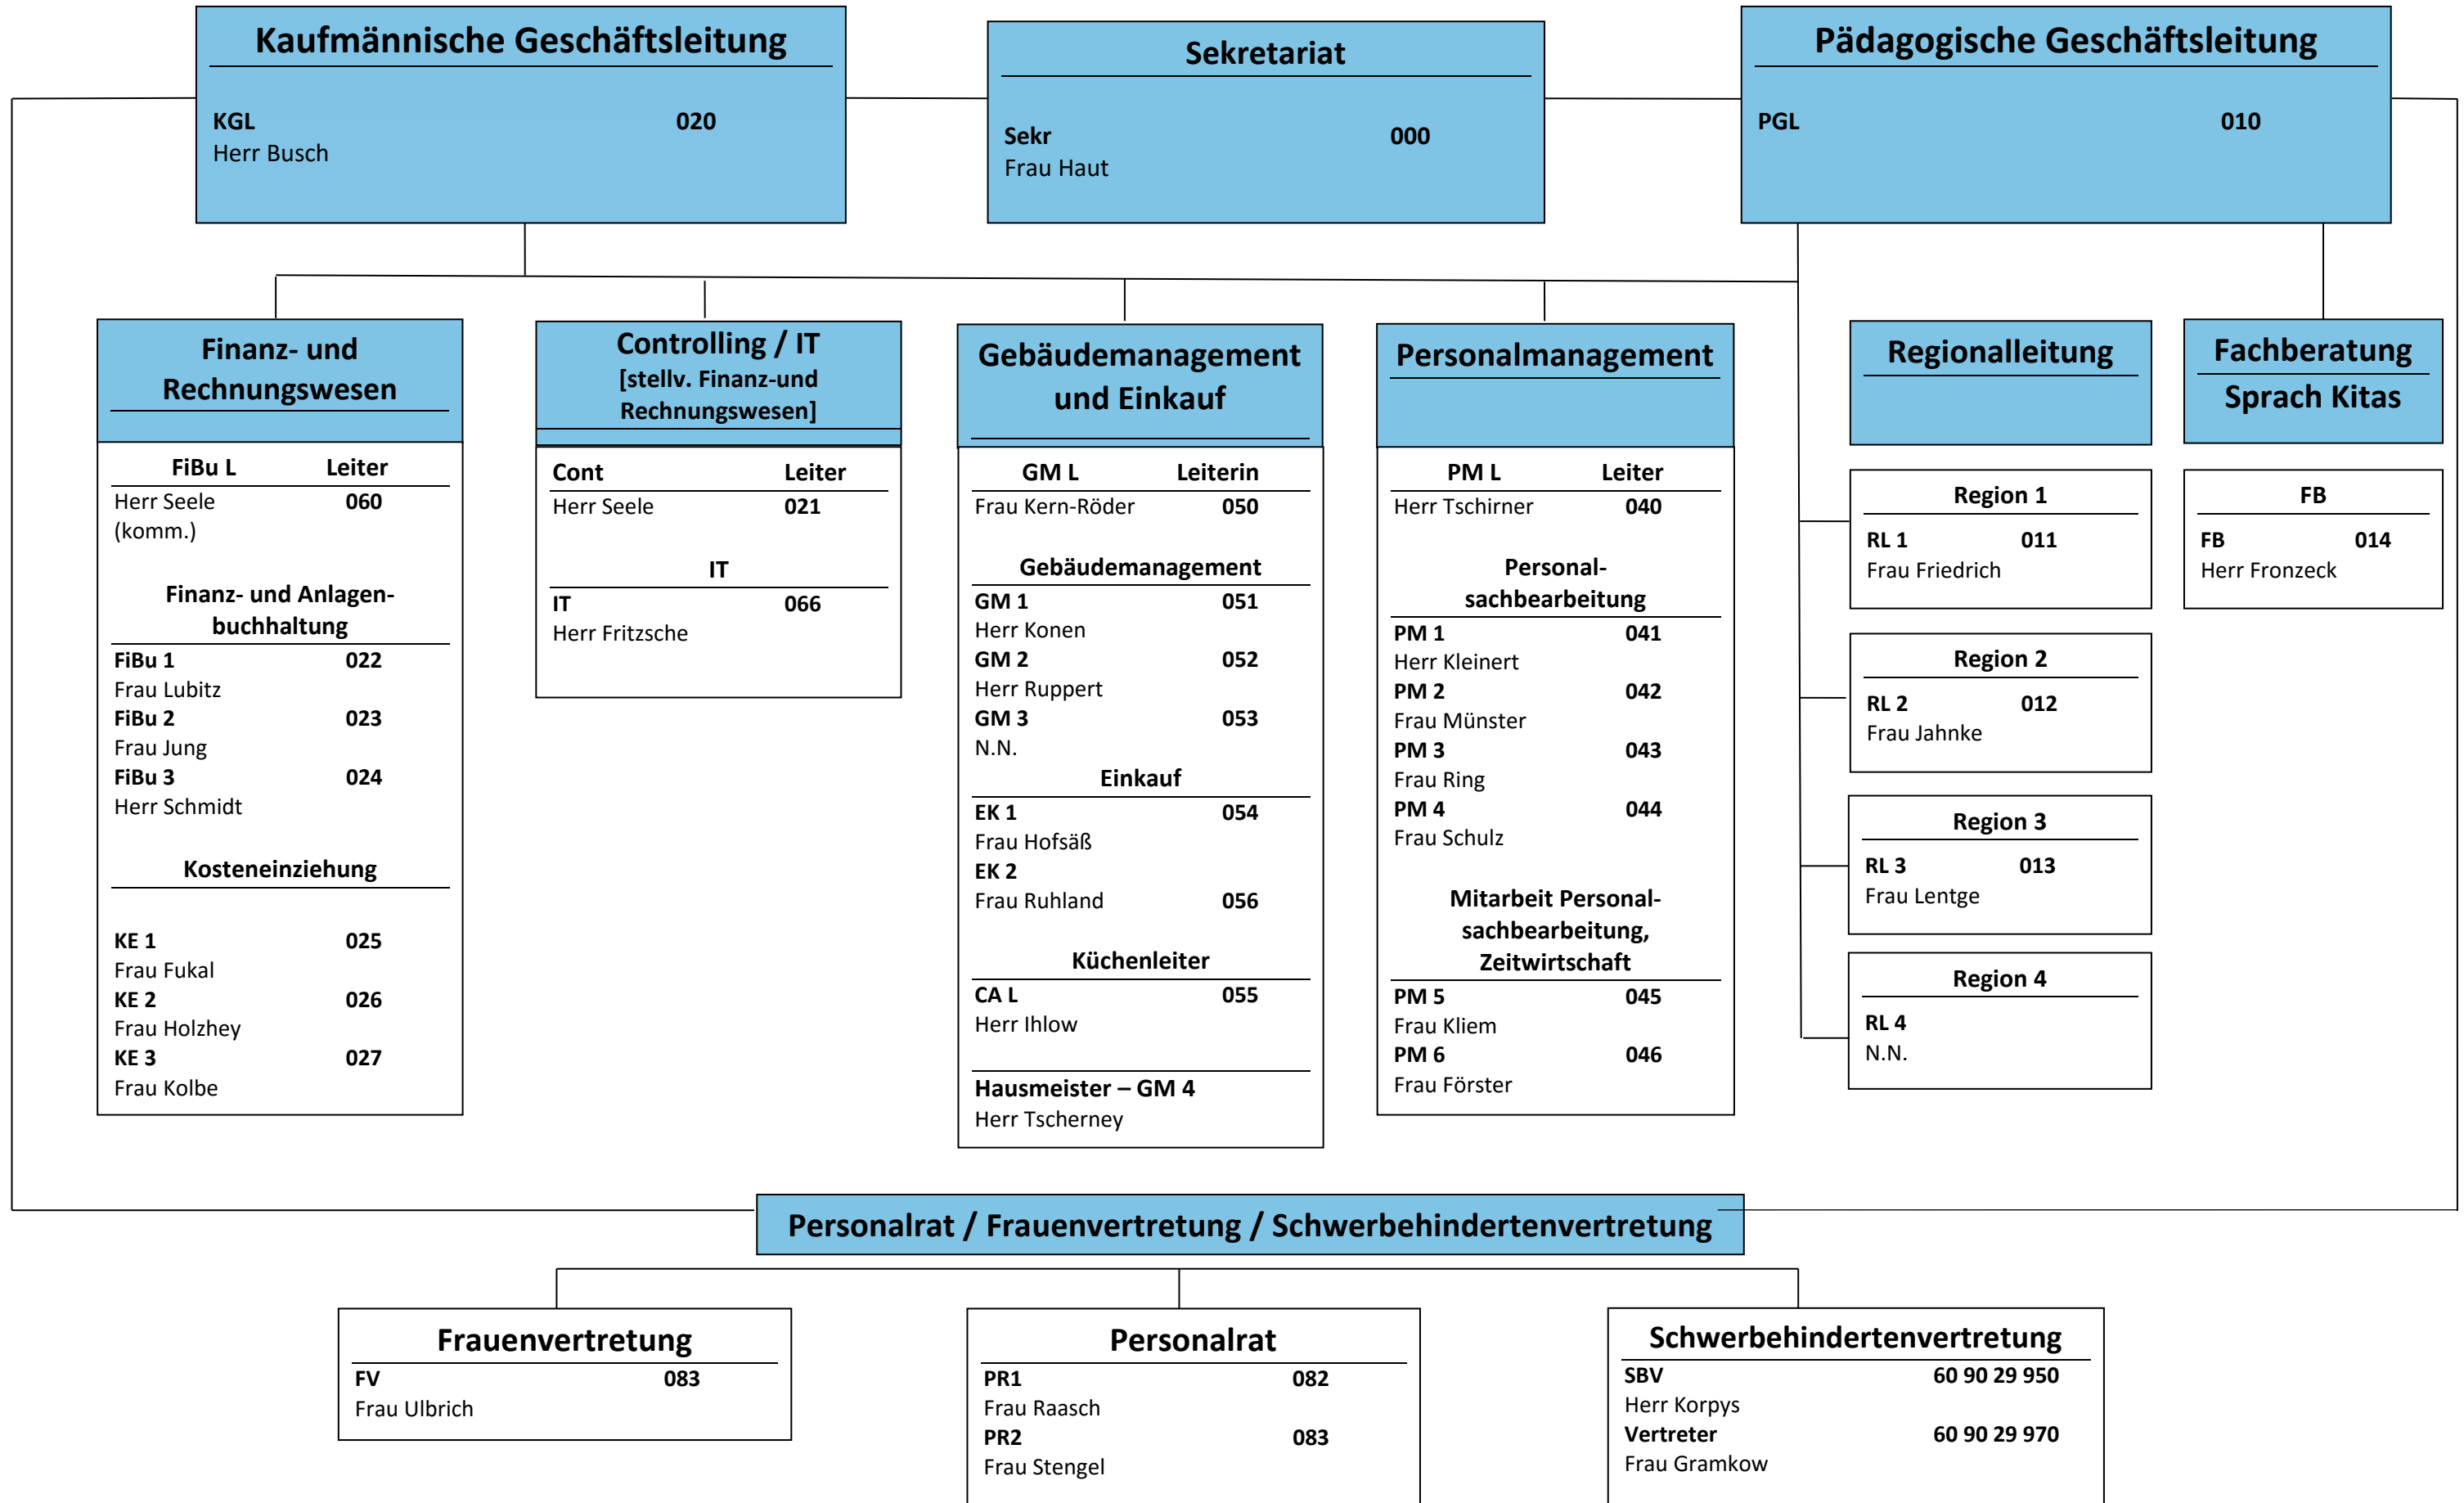 Kaufmännische Geschäftsleitung
KGL 020
Herr Busch
Sekretariat
Sekr 000
Frau Haut
Pädagogische Geschäftsleitung
PGL 010
Finanz- und
Rechnungswesen
FiBu L Leiter
Herr Seele 060
(komm.)
Finanz- und Anlagen-
buchhaltung
FiBu 1 022
Frau Lubitz
FiBu 2 023
Frau Jung
FiBu 3 024
Herr Schmidt
Kosteneinziehung
KE 1 025
Frau Fukal
KE 2 026
Frau Holzhey
KE 3 027
Frau Kolbe
Controlling / IT
[stellv. Finanz-und
Rechnungswesen]
Cont Leiter
Herr Seele 021
IT
IT 066
Herr Fritzsche
Gebäudemanagement
und Einkauf
GM L Leiterin
Frau Kern-Röder 050
Gebäudemanagement
GM 1 051
Herr Konen
GM 2 052
Herr Ruppert
GM 3 053
N.N.
Einkauf
EK 1 054
Frau Hofsäß
EK 2
Frau Ruhland 056
Küchenleiter
CA L 055
Herr Ihlow
Hausmeister – GM 4
Herr Tscherney
Personalmanagement
PM L Leiter
Herr Tschirner 040
Personal-
sachbearbeitung
PM 1 041
Herr Kleinert
PM 2 042
Frau Münster
PM 3 043
Frau Ring
PM 4 044
Frau Schulz
Mitarbeit Personal-
sachbearbeitung,
Zeitwirtschaft
PM 5 045
Frau Kliem
PM 6 046
Frau Förster
Regionalleitung
Region 1
RL 1 011
Frau Friedrich
Region 2
RL 2 012
Frau Jahnke
Region 3
RL 3 013
Frau Lentge
Region 4
RL 4
N.N.
Fachberatung
Sprach Kitas
FB
FB 014
Herr Fronzeck
Personalrat / Frauenvertretung / Schwerbehindertenvertretung
Frauenvertretung
FV 083
Frau Ulbrich
Personalrat
PR1 082
Frau Raasch
PR2 083
Frau Stengel
Schwerbehindertenvertretung
SBV 60 90 29 950
Herr Korpys
Vertreter 60 90 29 970
Frau Gramkow